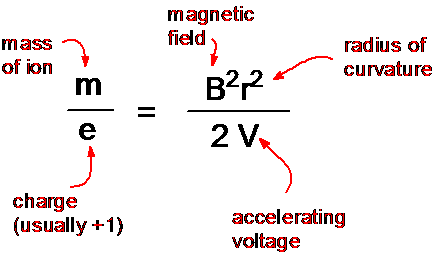 mass
of ion
magnetic
field
radius of
curvature
m
e
=
B²r²
2 V
charge
(usually +1)
accelerating
voltage